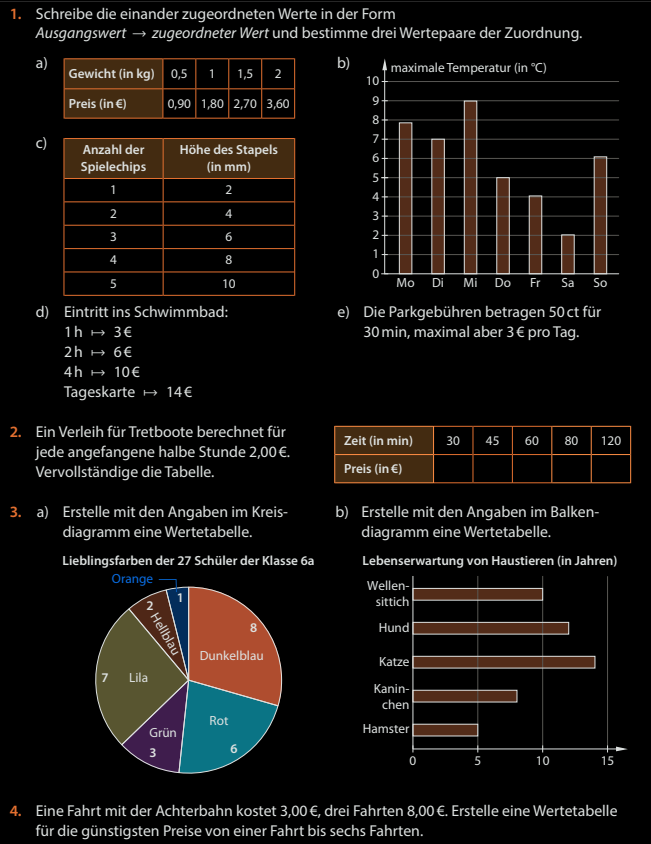 1. Schreibe die einander zugeordneten Werte in der Form
Ausgangswert → zugeordneter Wert und bestimme drei Wertepaare der Zuordnung.
a)
Gewicht (in kg) 0,5 1 1,5 2
Preis (in €) 0,90 1,80 2,70 3,60
b)
maximale Temperatur (in °C)
10
9
8
7
6
5
4
3
2
1
0
Mo Di Mi Do Fr Sa So
c)
Anzahl der Höhe des Stapels
Spielechips (in mm)
1 2
2 4
3 6
4 8
5 10
d) Eintritt ins Schwimmbad:
1 h ↦ 3 €
2 h ↦ 6 €
4 h ↦ 10 €
Tageskarte ↦ 14 €
e) Die Parkgebühren betragen 50 ct für
30 min, maximal aber 3 € pro Tag.
2. Ein Verleih für Tretboote berechnet für
jede angefangene halbe Stunde 2,00 €.
Vervollständige die Tabelle.
Zeit (in min) 30 45 60 80 120
Preis (in €)
3. a) Erstelle mit den Angaben im Kreis-
diagramm eine Wertetabelle.
Lieblingsfarben der 27 Schüler der Klasse 6a
Orange
1
2
Hellblau
8
Dunkelblau
7 Lila
Rot
6
Grün
3
b) Erstelle mit den Angaben im Balken-
diagramm eine Wertetabelle.
Lebenserwartung von Haustieren (in Jahren)
Wellen-
sittich
Hund
Katze
Kanin-
chen
Hamster
0 5 10 15
4. Eine Fahrt mit der Achterbahn kostet 3,00 €, drei Fahrten 8,00 €. Erstelle eine Wertetabelle
für die günstigsten Preise von einer Fahrt bis sechs Fahrten.